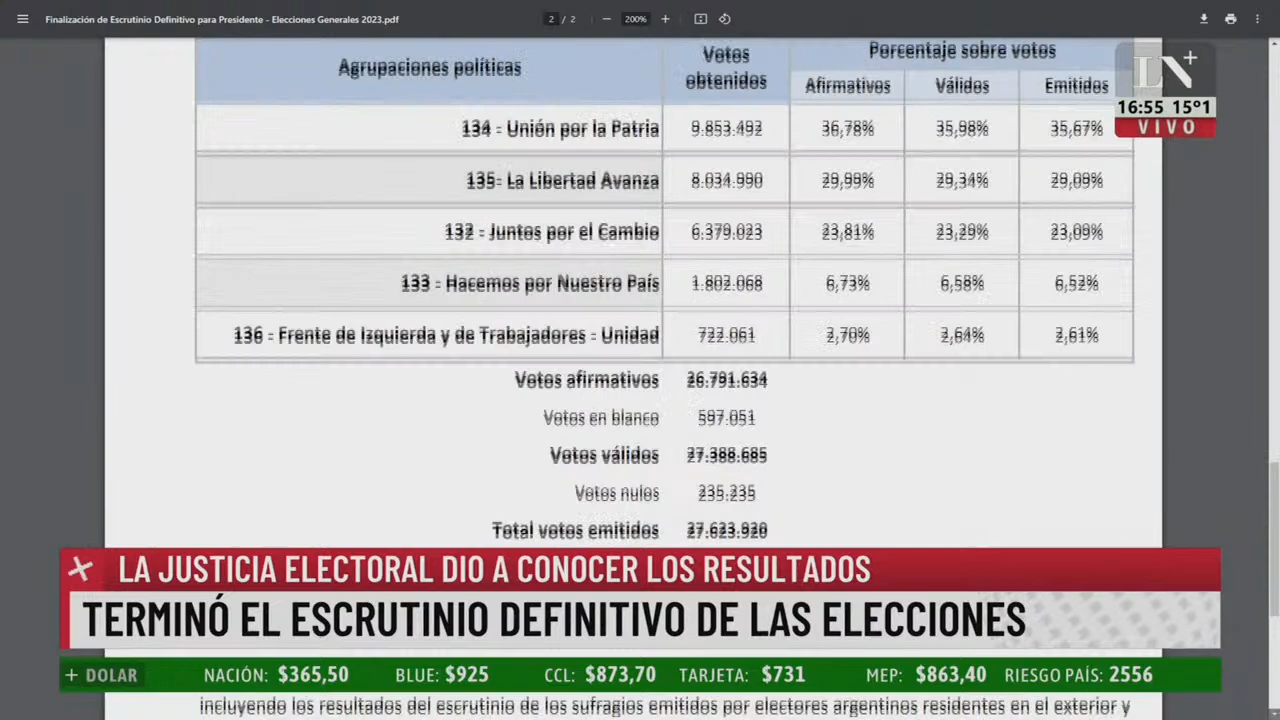 Finalización de Escrutinio Definitivo para Presidente - Elecciones Generales 2023.pdf
2 / 2
200%
Agrupaciones políticas
Votos obtenidos
Porcentaje sobre votos
Afirmativos Válidos Emitidos
LN+
16:55 15°1
VIVO
134 - Unión por la Patria 9.853.492 36,78% 35,98% 35,67%
135- La Libertad Avanza 8.034.990 29,99% 29,34% 29,09%
132 - Juntos por el Cambio 6.379.023 23,81% 23,29% 23,09%
133 - Hacemos por Nuestro País 1.802.068 6,73% 6,58% 6,52%
136 - Frente de Izquierda y de Trabajadores - Unidad 722.061 2,70% 2,64% 2,61%
Votos afirmativos 26.791.634
Votos en blanco 597.051
Votos válidos 27.388.685
Votos nulos 235.235
Total votos emitidos 27.623.920
LA JUSTICIA ELECTORAL DIO A CONOCER LOS RESULTADOS
TERMINÓ EL ESCRUTINIO DEFINITIVO DE LAS ELECCIONES
+ DOLAR NACIÓN: $365,50 BLUE: $925 CCL: $873,70 TARJETA: $731 MEP: $863,40 RIESGO PAÍS: 2556
incluyendo los resultados del escrutinio de los sufragios emitidos por electores argentinos residentes en el exterior y